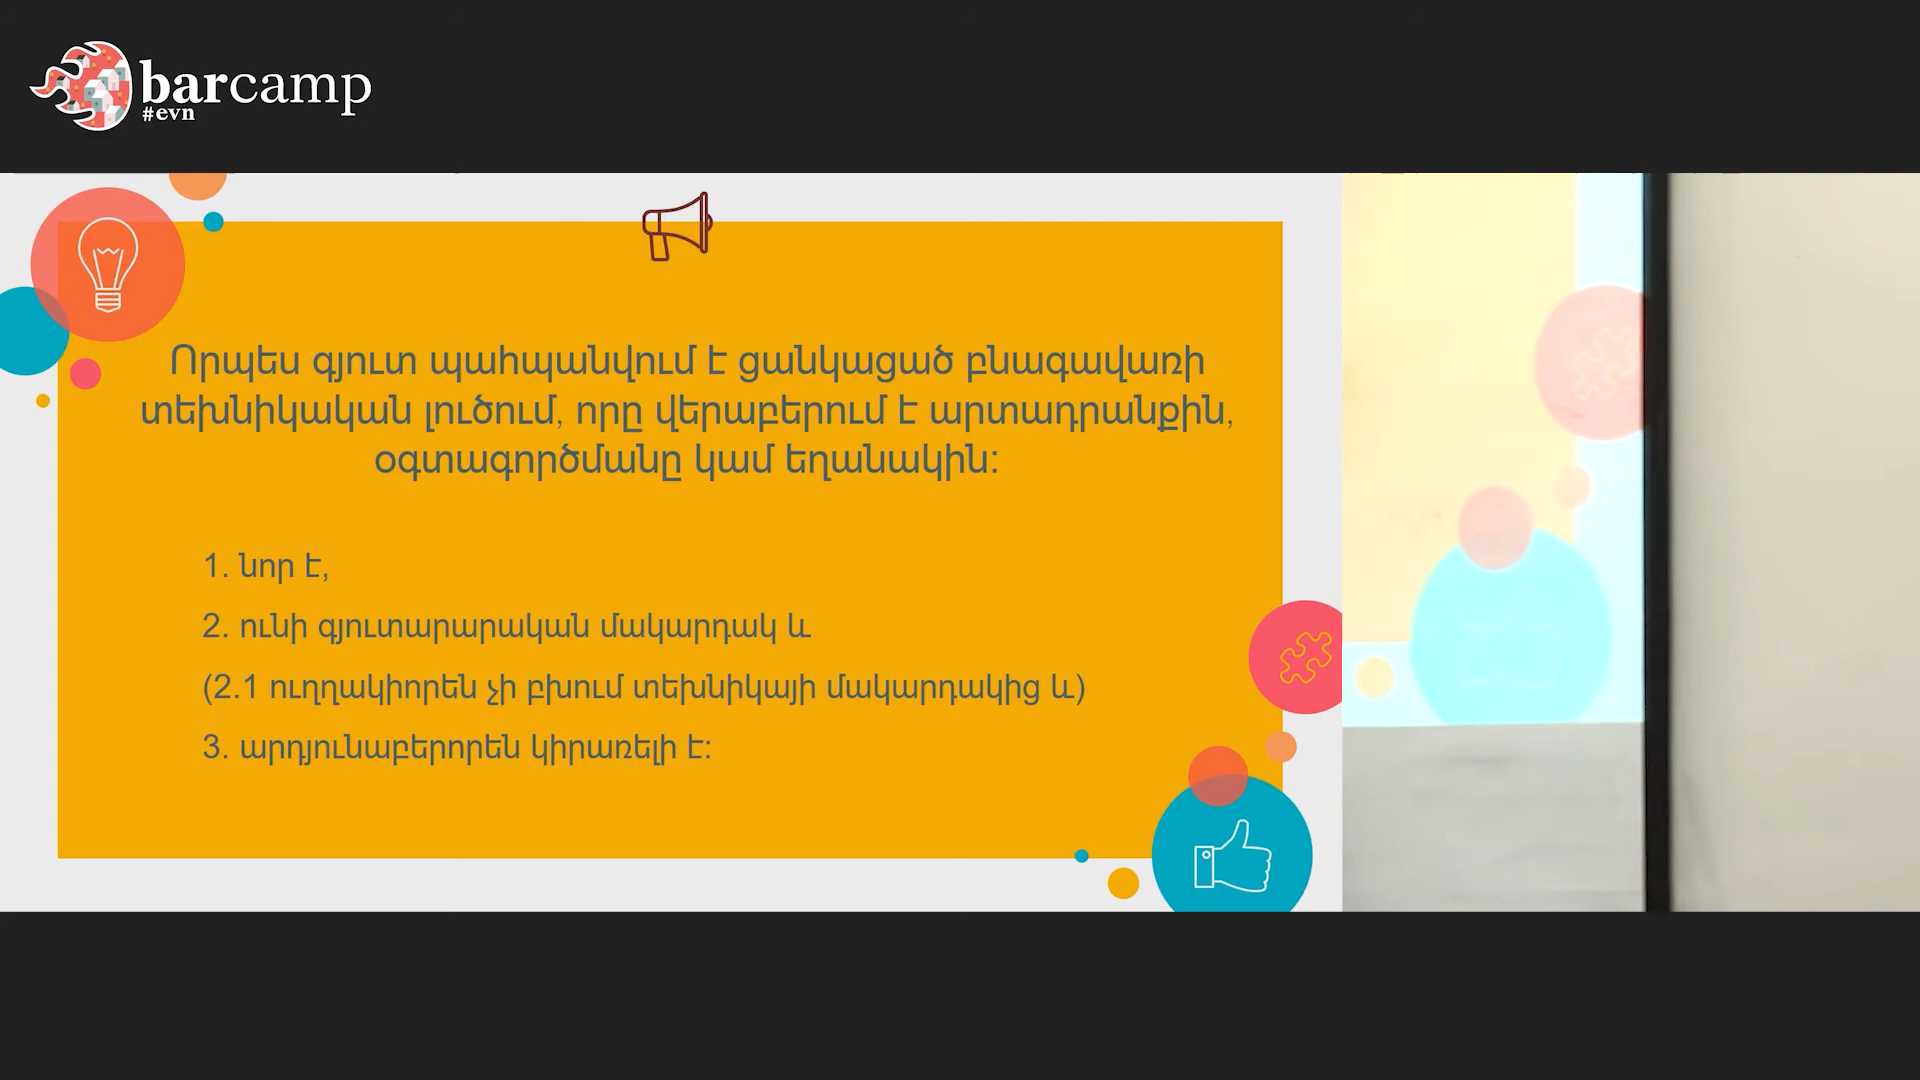 barcamp
#evn
Որպես գյուտ պահպանվում է ցանկացած բնագավառի
տեխնիկական լուծում, որը վերաբերում է արտադրանքին,
օգտագործմանը կամ եղանակին:
1. նոր է,
2. ունի գյուտարարական մակարդակ և
(2.1 ուղղակիորեն չի բխում տեխնիկայի մակարդակից և)
3. արդյունաբերորեն կիրառելի է: